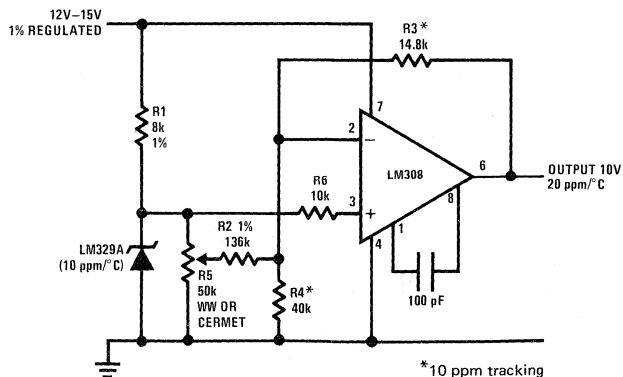 12V–15V
1% REGULATED
R3*
14.8k
R1
8k
1%
7
2
−
LM308
6
OUTPUT 10V
20 ppm/°C
R6
10k
3
+
8
1
4
R2 1%
136k
LM329A
(10 ppm/°C)
R5
50k
WW OR
CERMET
R4*
40k
100 pF
*10 ppm tracking